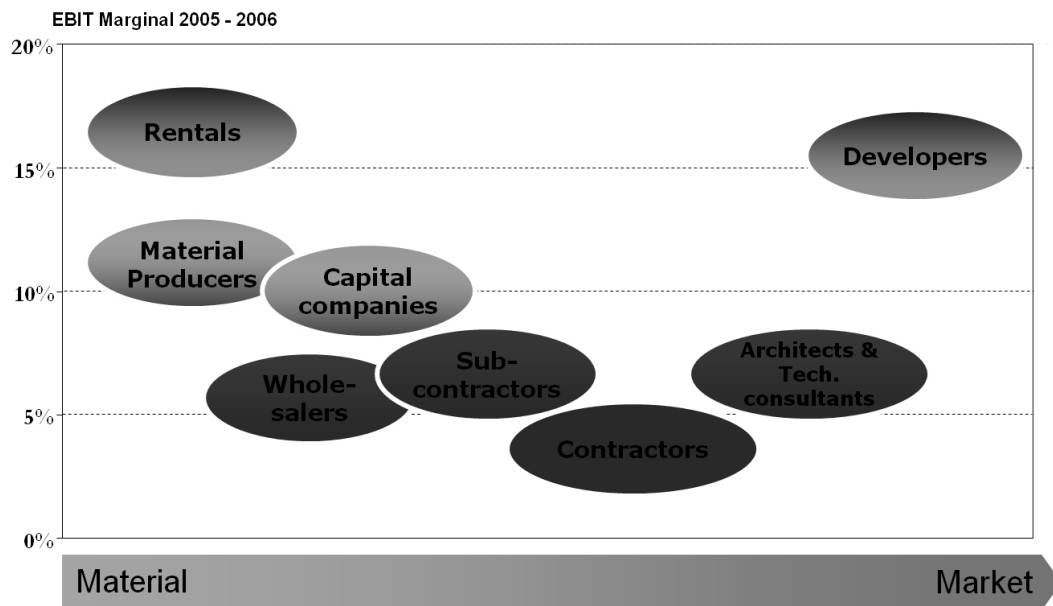 EBIT Marginal 2005 - 2006
20%
Rentals
Developers
15%
Material
Producers
Capital
companies
10%
Sub-
contractors
Architects &
Tech.
consultants
Whole-
salers
5%
Contractors
0%
Material
Market